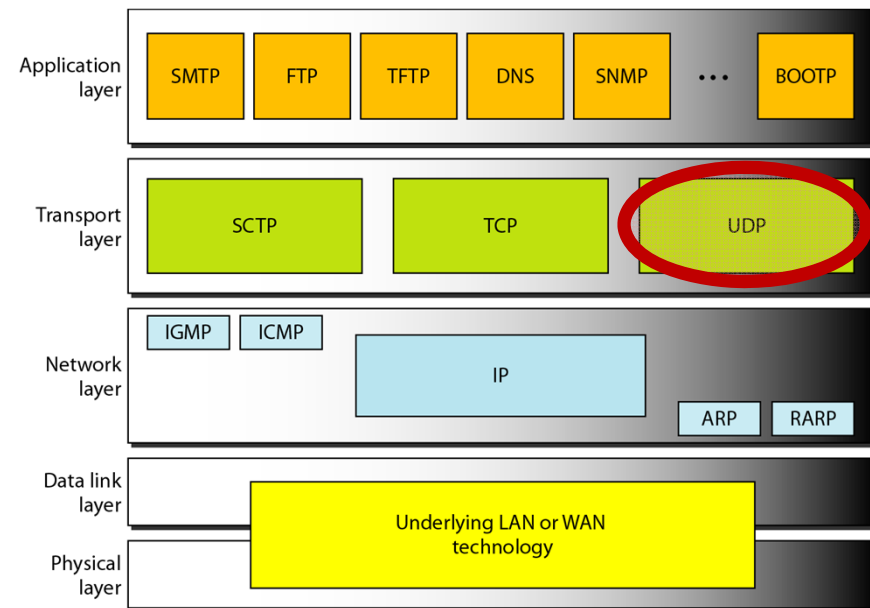 Application
layer
SMTP
FTP
TFTP
DNS
SNMP
...
BOOTP
Transport
layer
SCTP
TCP
UDP
Network
layer
IGMP
ICMP
IP
ARP
RARP
Data link
layer
Underlying LAN or WAN
technology
Physical
layer